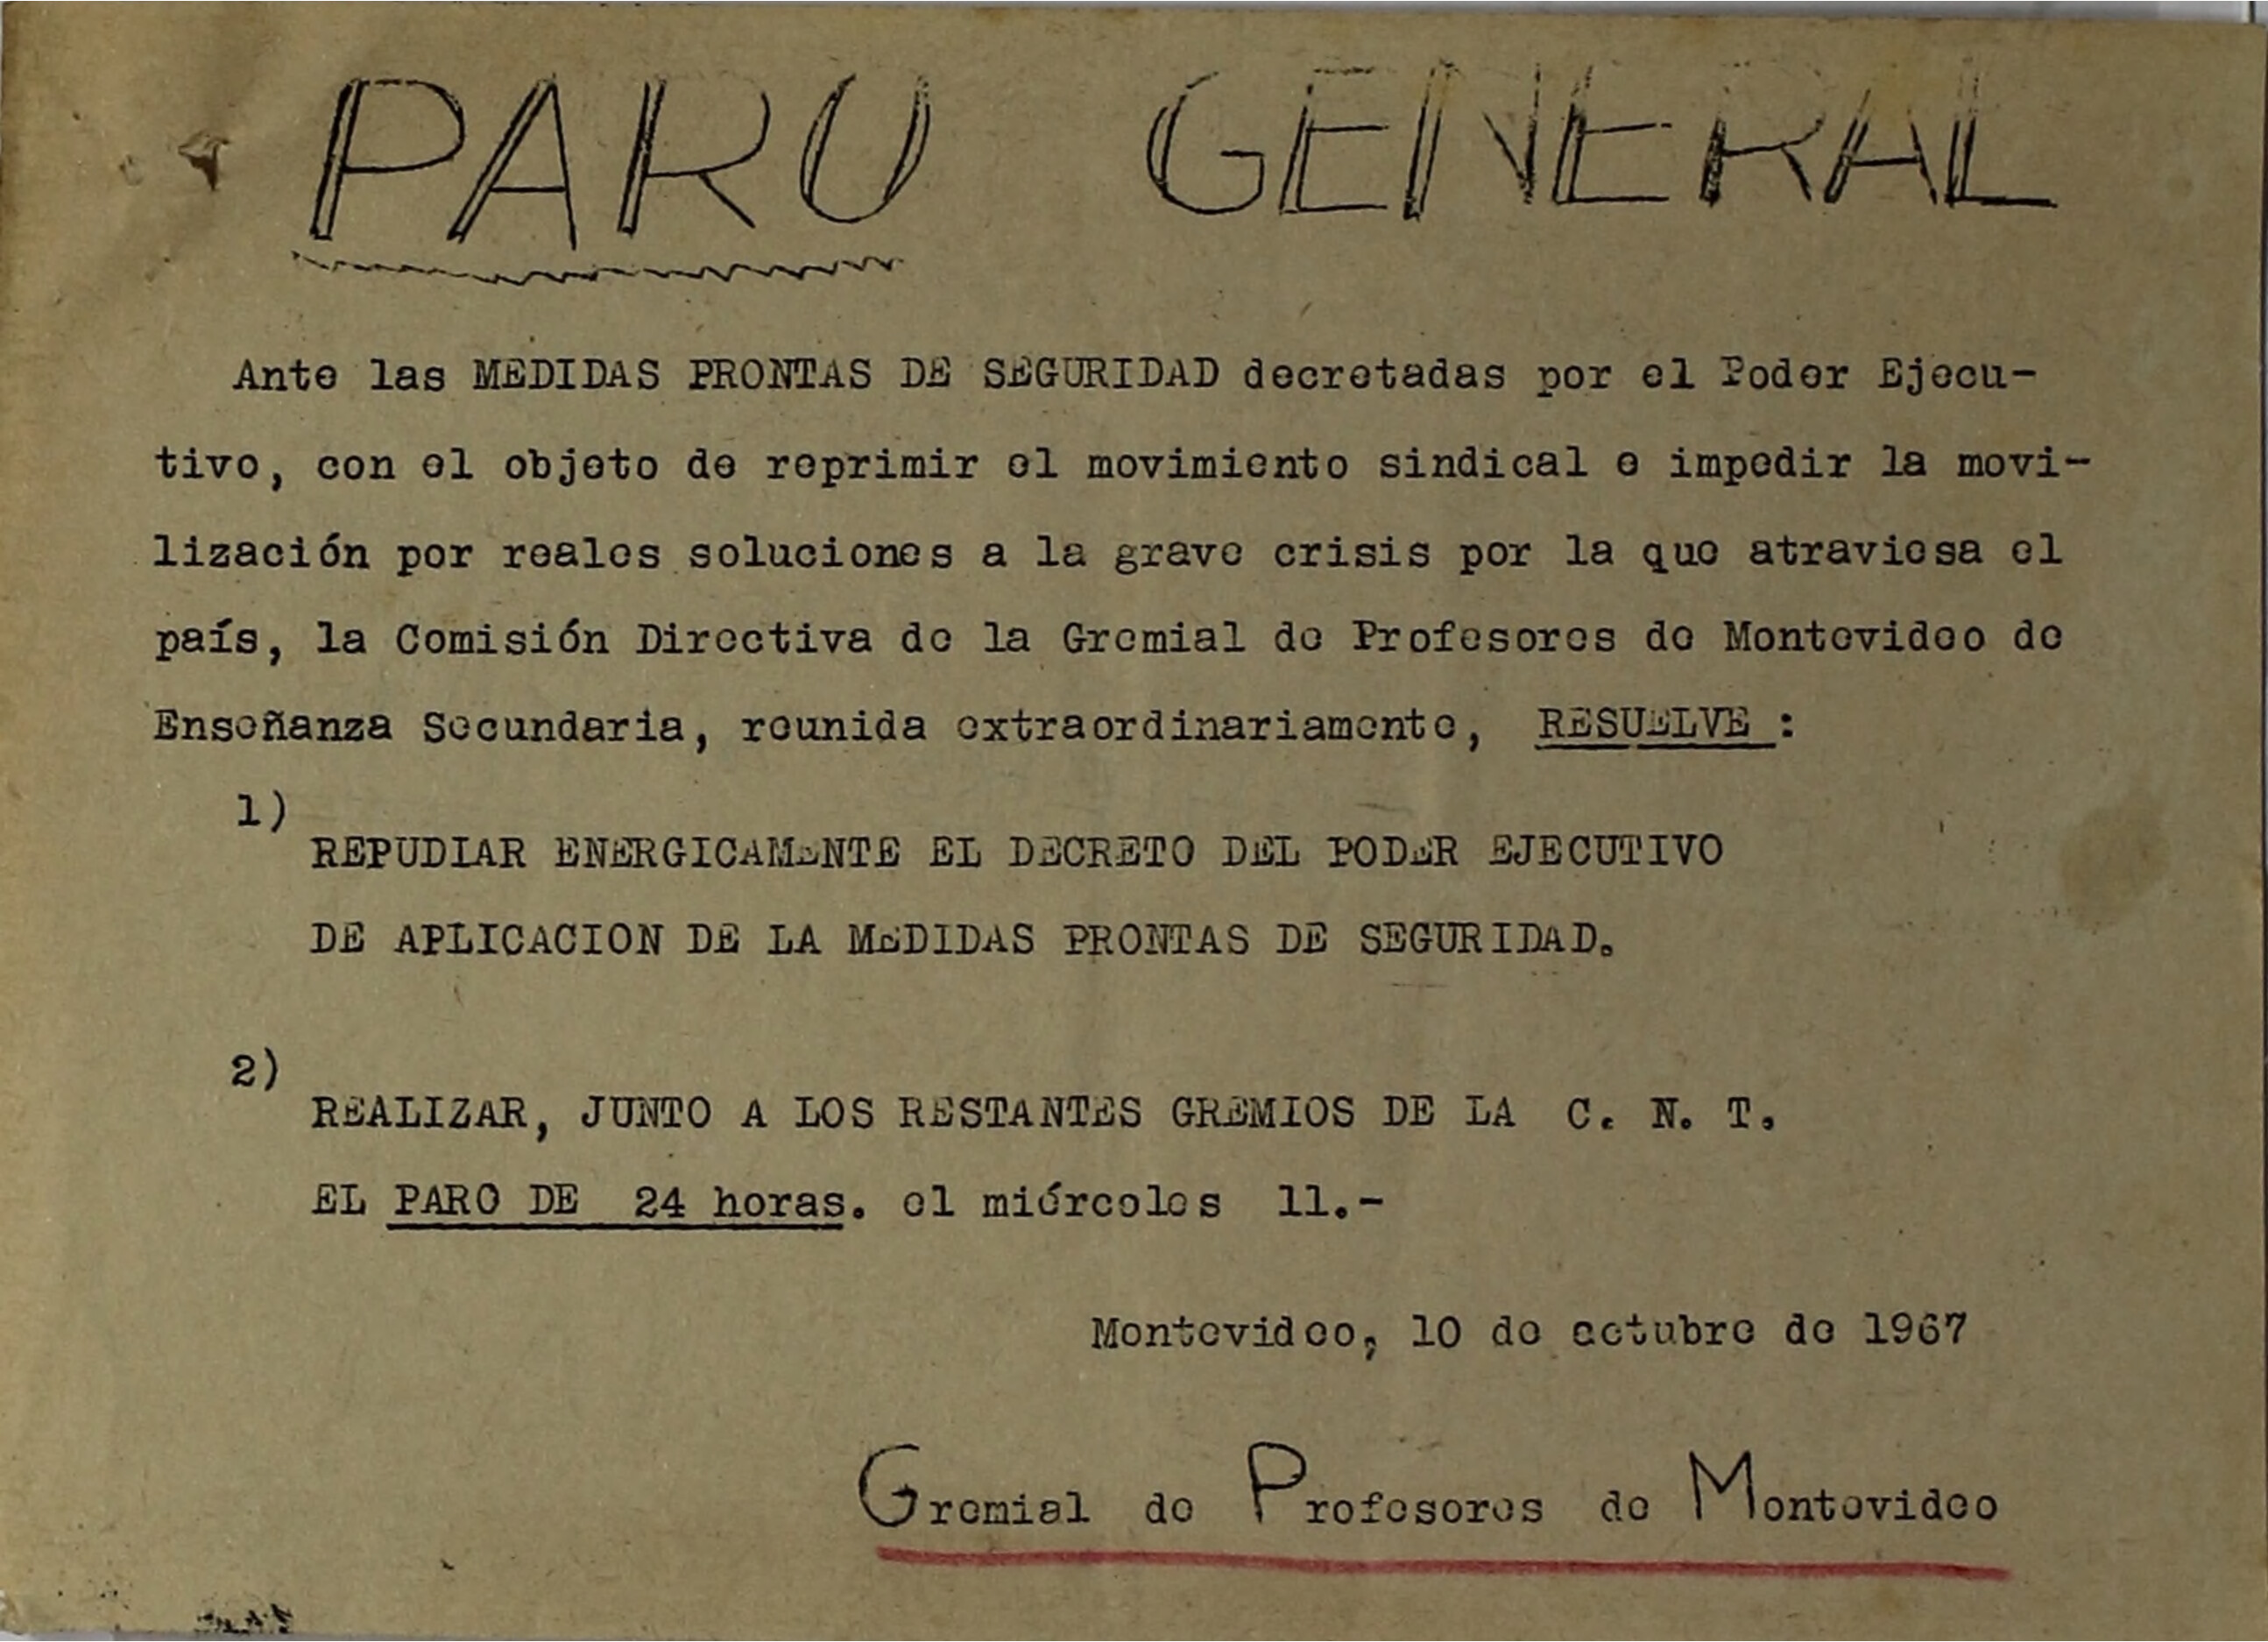 PARO GENERAL
Ante las MEDIDAS PRONTAS DE SEGURIDAD decretadas por el Poder Ejecu-
tivo, con el objeto de reprimir el movimiento sindical e impedir la movi-
lización por reales soluciones a la grave crisis por la que atraviesa el
país, la Comisión Directiva de la Gremial de Profesores de Montevideo de
Enseñanza Secundaria, reunida extraordinariamente, RESUELVE :
1)
REPUDIAR ENERGICAMENTE EL DECRETO DEL PODER EJECUTIVO
DE APLICACION DE LA MEDIDAS PRONTAS DE SEGURIDAD.
2)
REALIZAR, JUNTO A LOS RESTANTES GREMIOS DE LA C. N. T.
EL PARO DE 24 horas. el miércoles 11.-
Montevideo, 10 de octubre de 1967
Gremial de Profesores de Montevideo